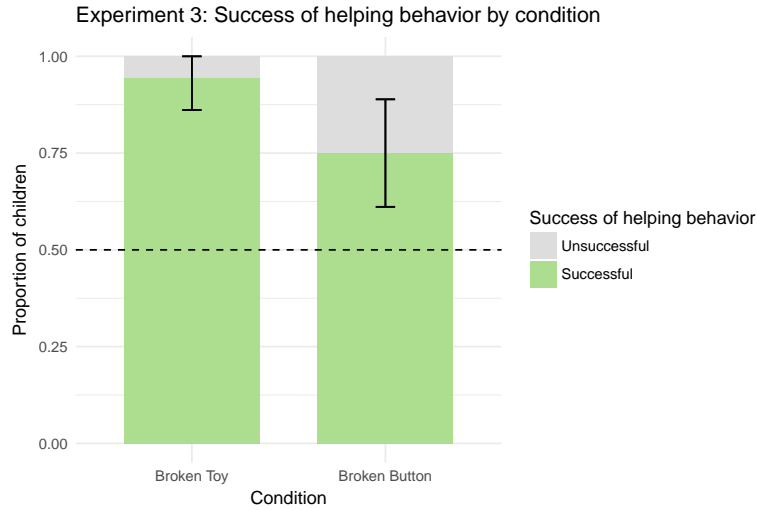 Experiment 3: Success of helping behavior by condition
1.00
0.75
0.50
0.25
0.00
Proportion of children
Broken Toy
Broken Button
Condition
Success of helping behavior
Unsuccessful
Successful